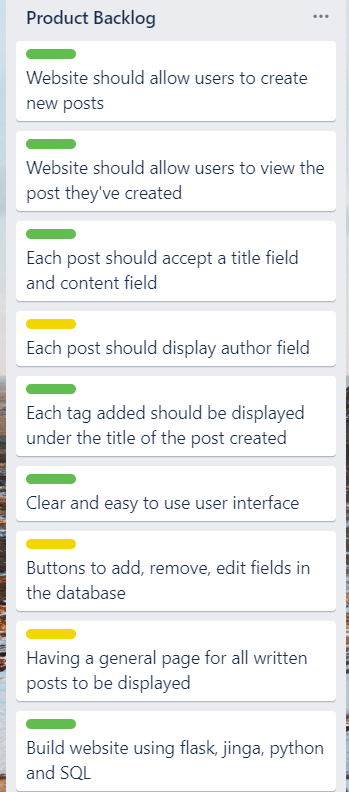 Product Backlog
Website should allow users to create
new posts
Website should allow users to view the
post they've created
Each post should accept a title field
and content field
Each post should display author field
Each tag added should be displayed
under the title of the post created
Clear and easy to use user interface
Buttons to add, remove, edit fields in
the database
Having a general page for all written
posts to be displayed
Build website using flask, jinga, python
and SQL